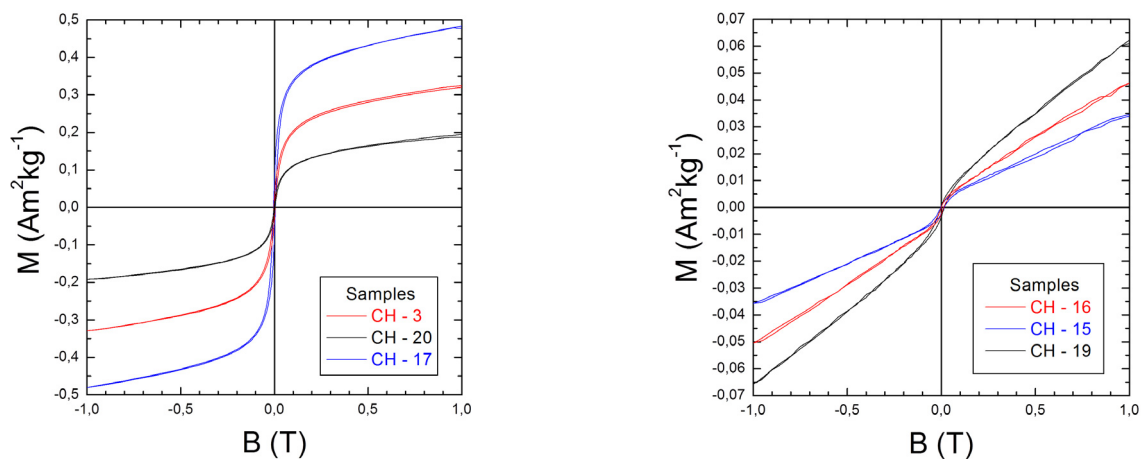 0,5
0,4
0,3
0,2
0,1
0,0
-0,1
-0,2
-0,3
-0,4
-0,5
M (Am²kg⁻¹)
-1,0 -0,5 0,0 0,5 1,0
B (T)
Samples
CH - 3
CH - 20
CH - 17
0,07
0,06
0,05
0,04
0,03
0,02
0,01
0,00
-0,01
-0,02
-0,03
-0,04
-0,05
-0,06
-0,07
M (Am²kg⁻¹)
-1,0 -0,5 0,0 0,5 1,0
B (T)
Samples
CH - 16
CH - 15
CH - 19